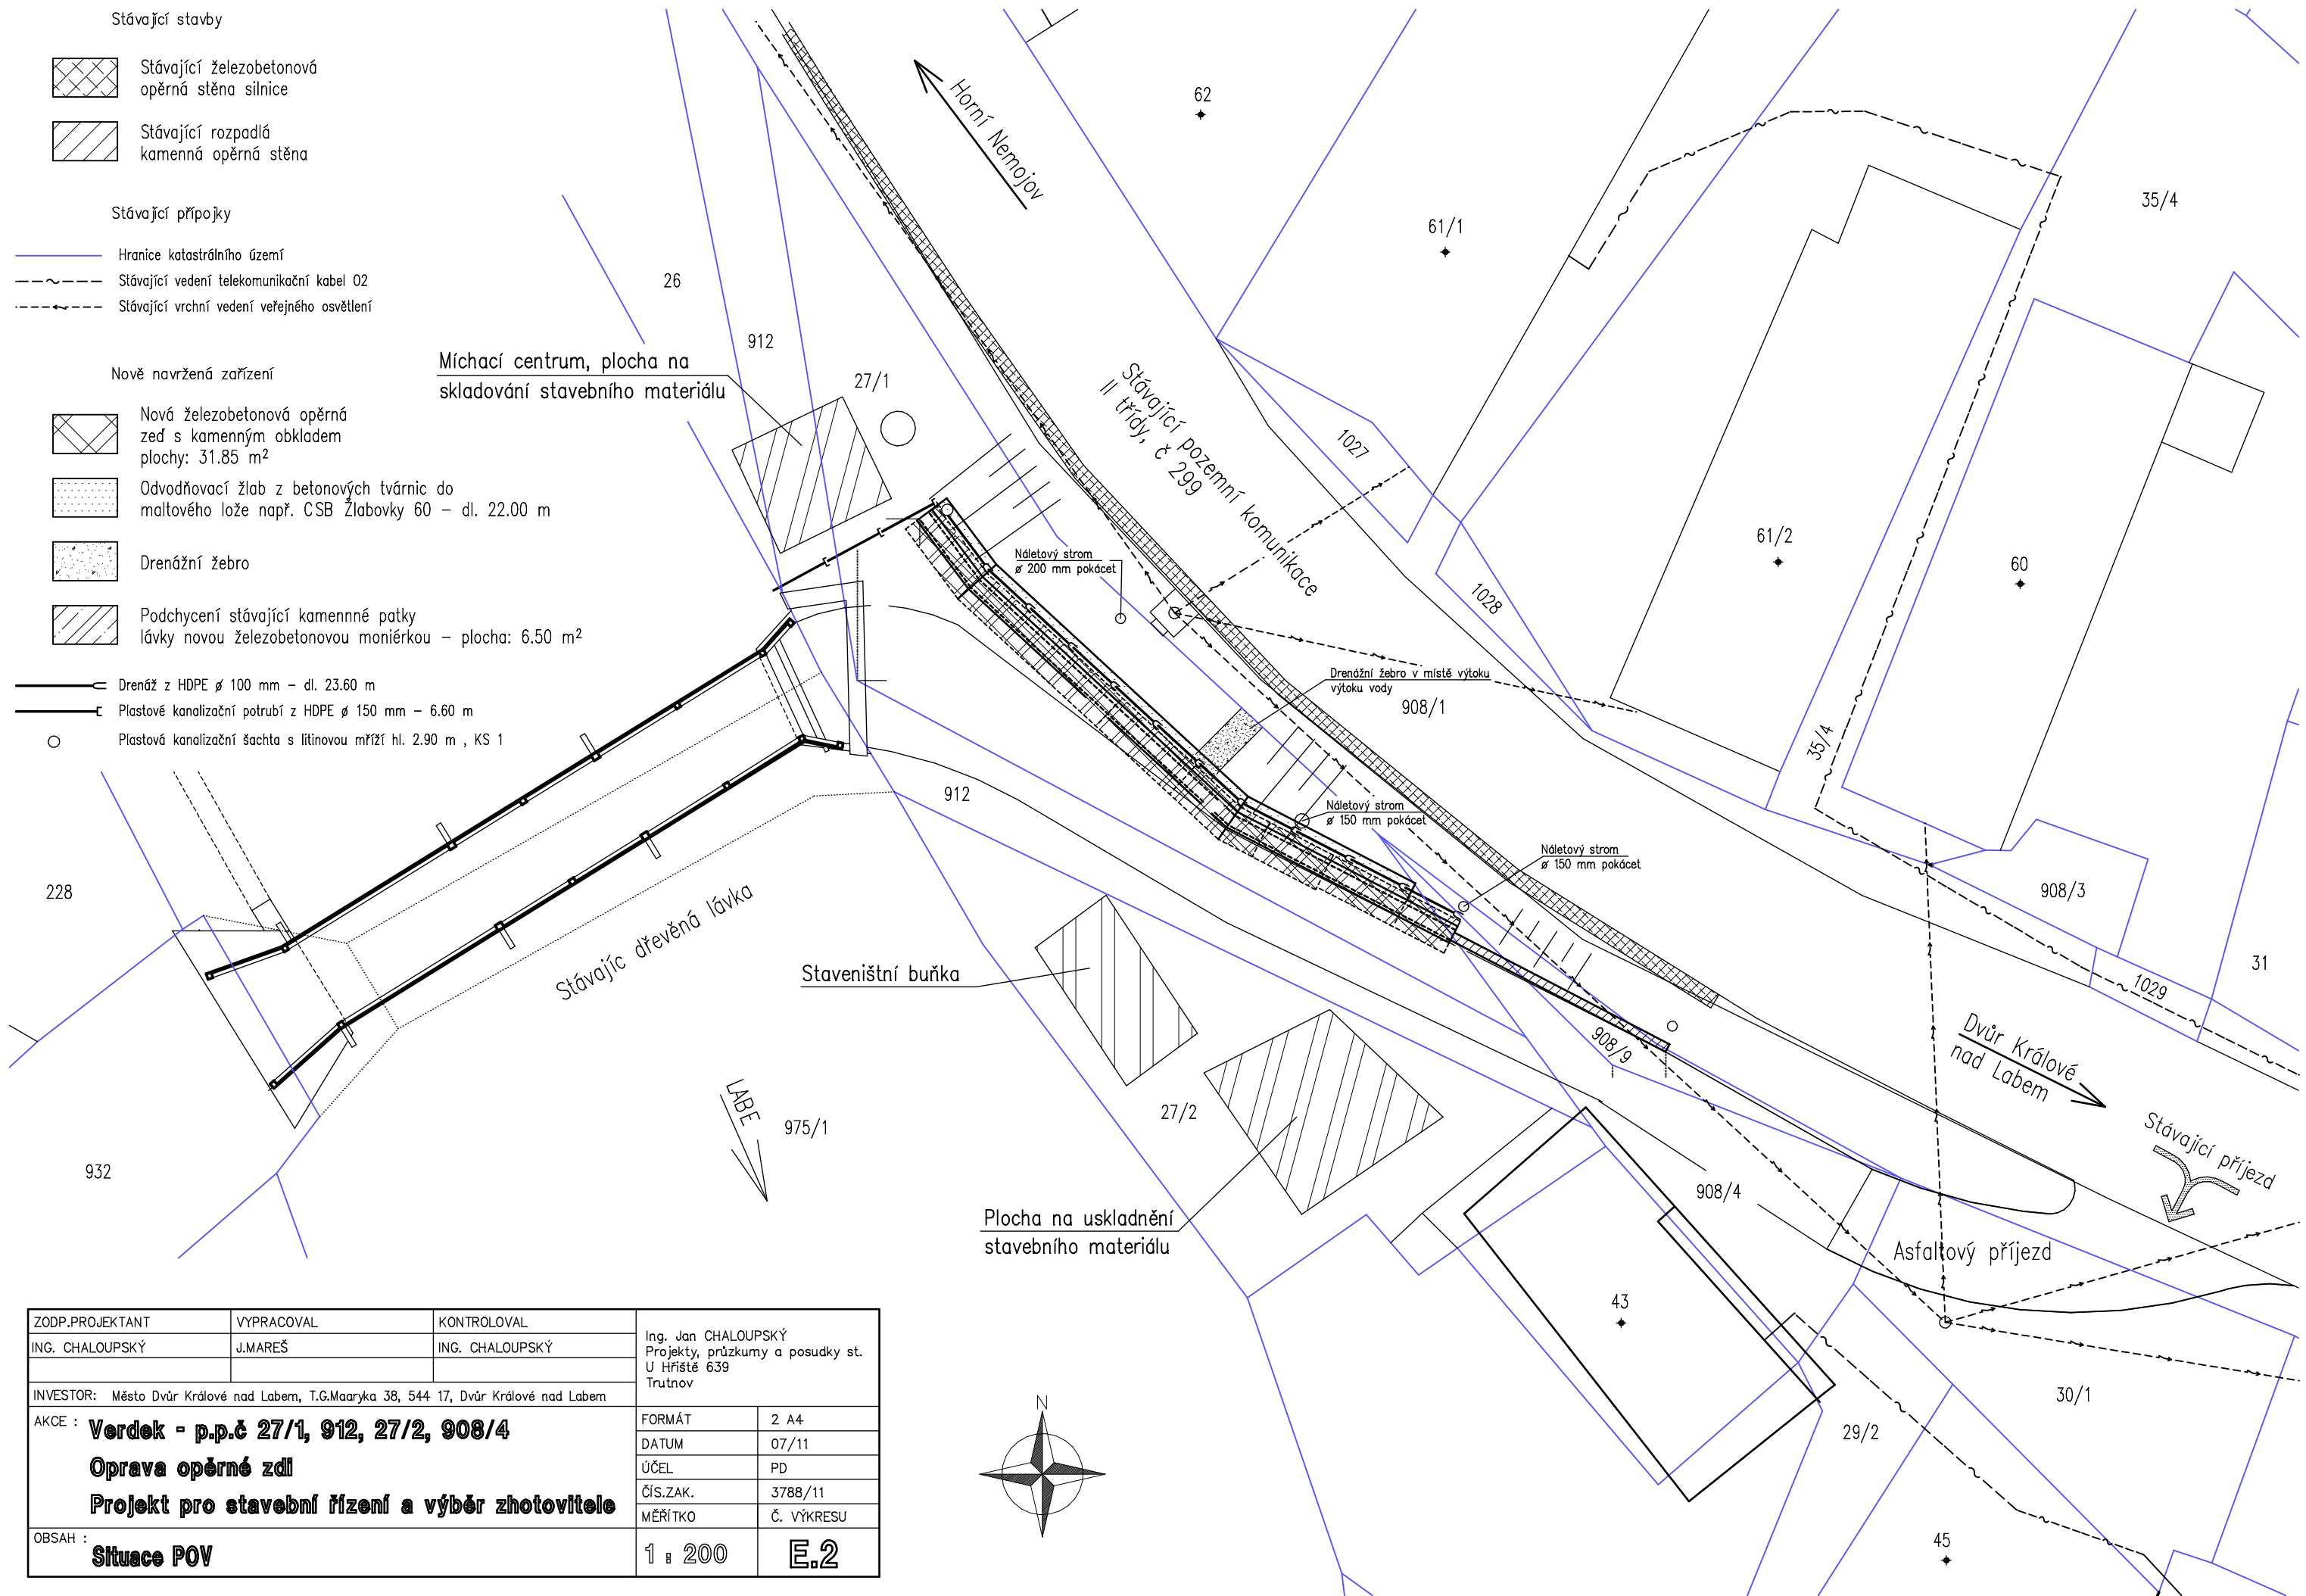 Stávající stavby
Stávající železobetonová
opěrná stěna silnice
Stávající rozpadlá
kamenná opěrná stěna
Stávající přípojky
Hranice katastrálního území
Stávající vedení telekomunikační kabel O2
Stávající vrchní vedení veřejného osvětlení
Nově navržená zařízení
Nová železobetonová opěrná
zeď s kamenným obkladem
plochy: 31.85 m²
Odvodňovací žlab z betonových tvárnic do
maltového lože např. CSB Žlabovky 60 – dl. 22.00 m
Drenážní žebro
Podchycení stávající kamennné patky
lávky novou železobetonovou moniérkou – plocha: 6.50 m²
Drenáž z HDPE ø 100 mm – dl. 23.60 m
Plastové kanalizační potrubí z HDPE ø 150 mm – 6.60 m
Plastová kanalizační šachta s litinovou mříží hl. 2.90 m , KS 1
Míchací centrum, plocha na
skladování stavebního materiálu
26
912
27/1
Horní Nemojov
62
61/1
35/4
Stávající pozemní komunikace
II třídy, č 299
1027
1028
61/2
60
Náletový strom
ø 200 mm pokácet
Drenážní žebro v místě výtoku
výtoku vody
908/1
35/4
912
Náletový strom
ø 150 mm pokácet
Náletový strom
ø 150 mm pokácet
908/3
31
1029
228
Stávajíc dřevěná lávka
Staveništní buňka
908/9
Dvůr Králové
nad Labem
932
LABE
975/1
27/2
Stávající příjezd
908/4
Plocha na uskladnění
stavebního materiálu
Asfaltový příjezd
43
30/1
29/2
45
N
ZODP.PROJEKTANT
VYPRACOVAL
KONTROLOVAL
ING. CHALOUPSKÝ
J.MAREŠ
ING. CHALOUPSKÝ
Ing. Jan CHALOUPSKÝ
Projekty, průzkumy a posudky st.
U Hřiště 639
Trutnov
INVESTOR: Město Dvůr Králové nad Labem, T.G.Maaryka 38, 544 17, Dvůr Králové nad Labem
AKCE : Verdek - p.p.č 27/1, 912, 27/2, 908/4
Oprava opěrné zdi
Projekt pro stavební řízení a výběr zhotovitele
FORMÁT 2 A4
DATUM 07/11
ÚČEL PD
ČÍS.ZAK. 3788/11
MĚŘÍTKO Č. VÝKRESU
OBSAH : Situace POV
1 : 200 E.2